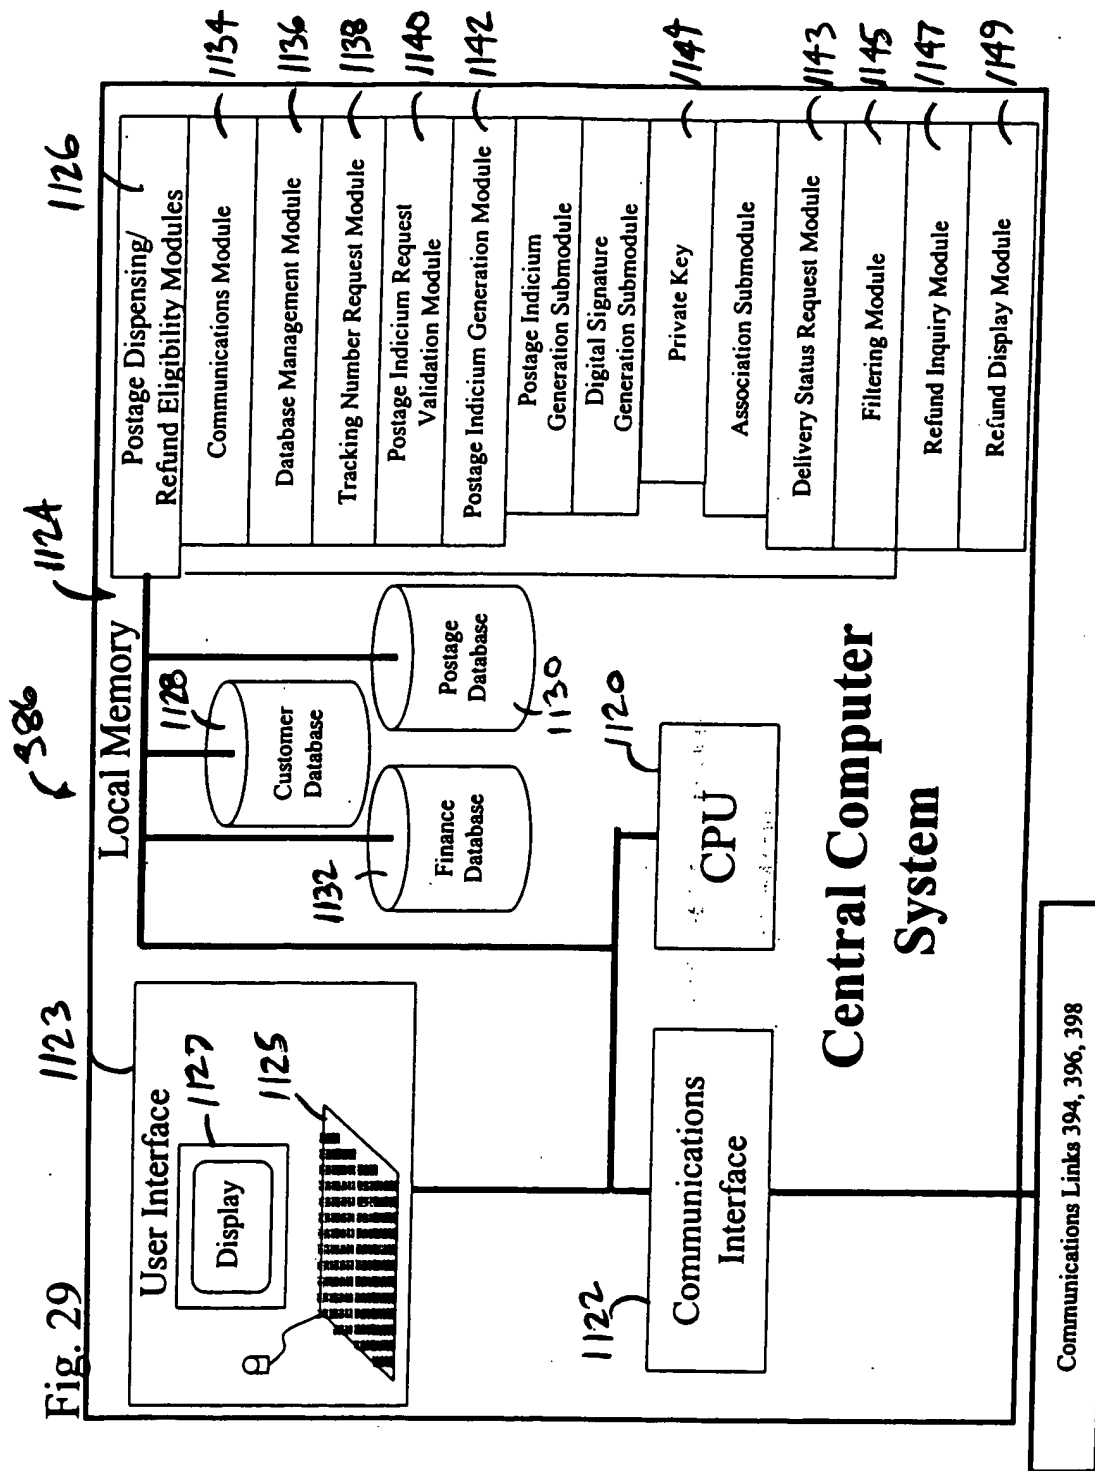 Fig. 29
386
1123
User Interface
1127
Display
1125
Local Memory
1124
1126
Postage Dispensing/
Refund Eligibility Modules
Communications Module
1134
Database Management Module
1136
Tracking Number Request Module
1138
Postage Indicium Request
Validation Module
1140
Postage Indicium Generation Module
1142
Postage Indicium
Generation Submodule
Digital Signature
Generation Submodule
Private Key
1144
Association Submodule
Delivery Status Request Module
1143
Filtering Module
1145
Refund Inquiry Module
1147
Refund Display Module
1149
1128
Customer
Database
1132
Finance
Database
Postage
Database
1130
1122
Communications
Interface
1120
CPU
Central Computer
System
Communications Links 394, 396, 398